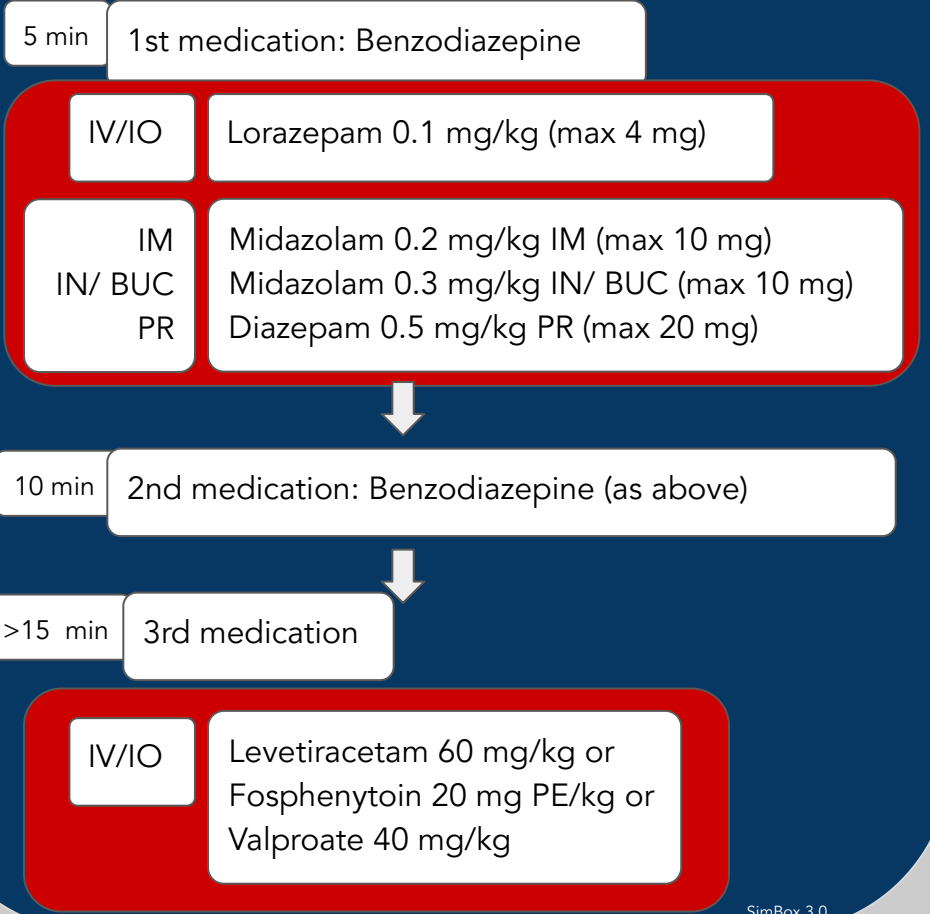 5 min
1st medication: Benzodiazepine
IV/IO
Lorazepam 0.1 mg/kg (max 4 mg)
IM
IN/ BUC
PR
Midazolam 0.2 mg/kg IM (max 10 mg)
Midazolam 0.3 mg/kg IN/ BUC (max 10 mg)
Diazepam 0.5 mg/kg PR (max 20 mg)
10 min
2nd medication: Benzodiazepine (as above)
>15 min
3rd medication
IV/IO
Levetiracetam 60 mg/kg or
Fosphenytoin 20 mg PE/kg or
Valproate 40 mg/kg
SimBox 3.0